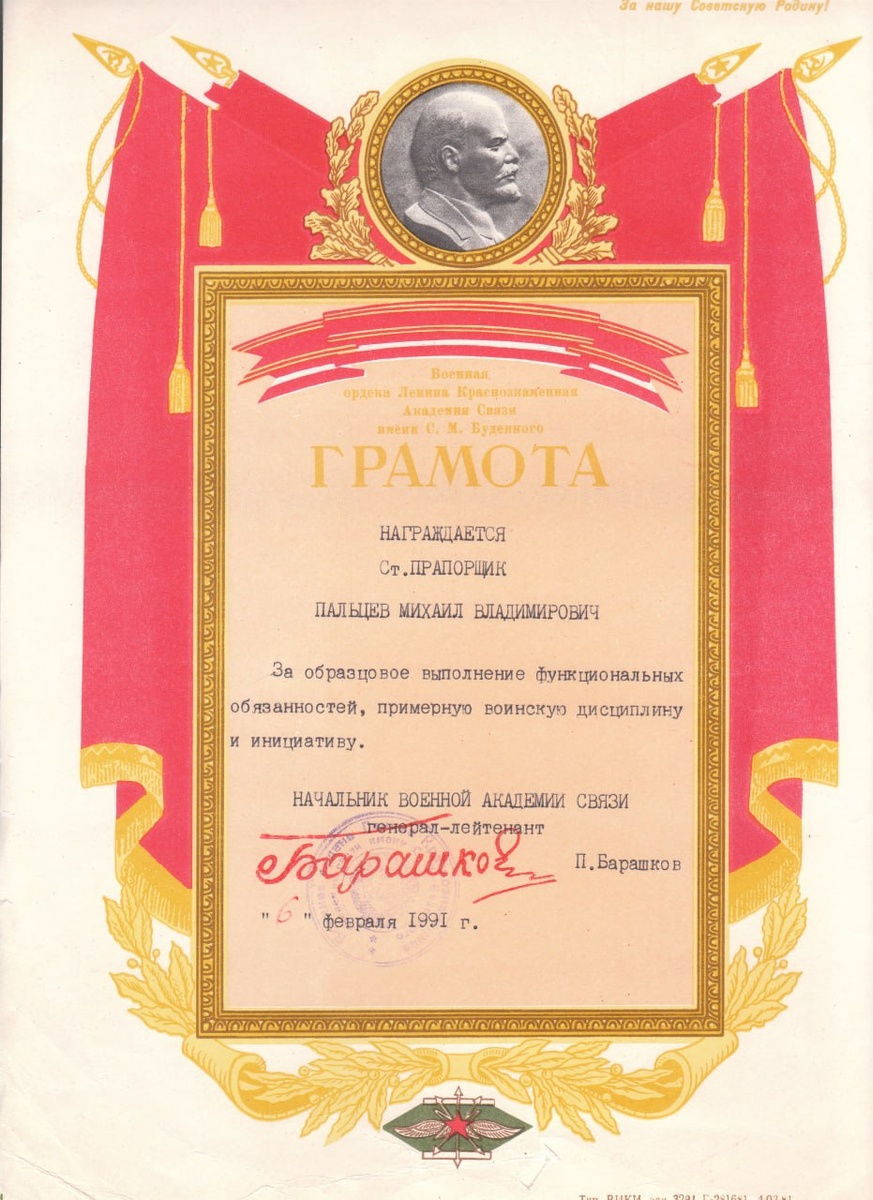 За нашу Советскую Родину!
Военная
ордена Ленина Краснознаменная
Академия Связи
имени С. М. Буденного
ГРАМОТА
НАГРАЖДАЕТСЯ
Ст.ПРАПОРЩИК
ПАЛЬЦЕВ МИХАИЛ ВЛАДИМИРОВИЧ
За образцовое выполнение функциональных
обязанностей, примерную воинскую дисциплину
и инициативу.
НАЧАЛЬНИК ВОЕННОЙ АКАДЕМИИ СВЯЗИ
генерал-лейтенант
Барашков
П.Барашков
" 6 " февраля 1991 г.